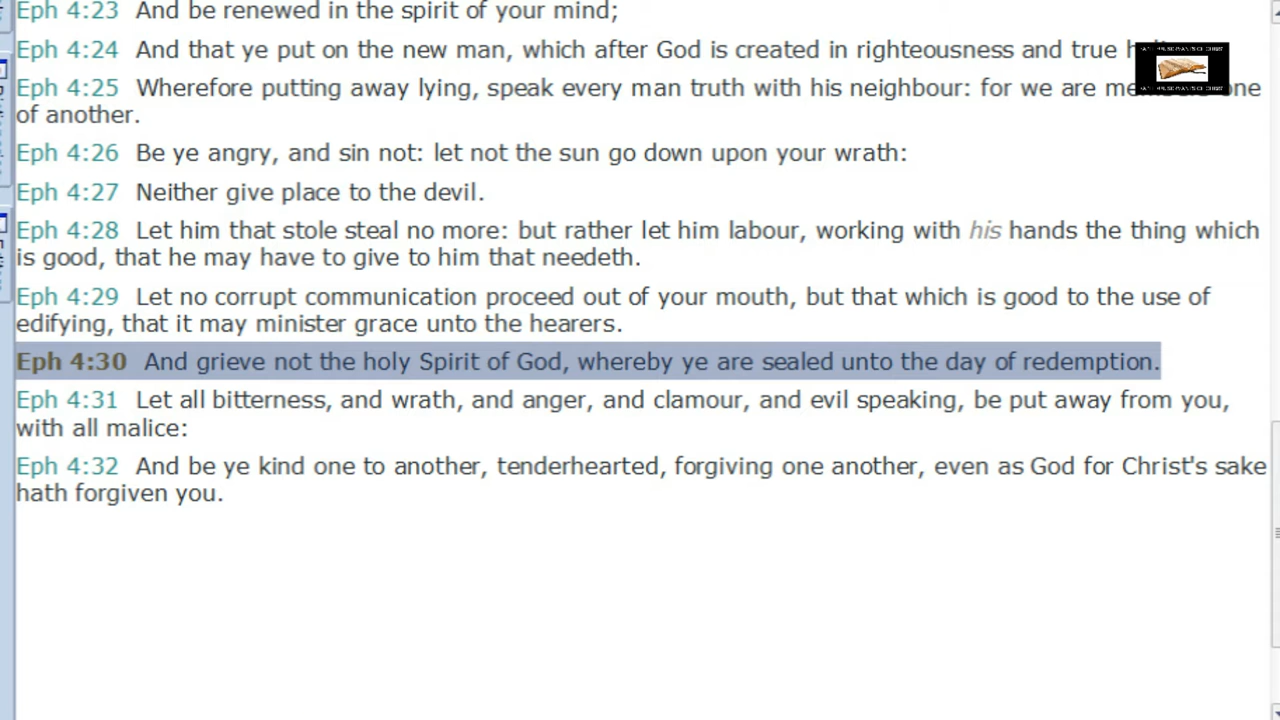 Eph 4:23 And be renewed in the spirit of your mind;
Eph 4:24 And that ye put on the new man, which after God is created in righteousness and true
Eph 4:25 Wherefore putting away lying, speak every man truth with his neighbour: for we are one
of another.
Eph 4:26 Be ye angry, and sin not: let not the sun go down upon your wrath:
Eph 4:27 Neither give place to the devil.
Eph 4:28 Let him that stole steal no more: but rather let him labour, working with his hands the thing which
is good, that he may have to give to him that needeth.
Eph 4:29 Let no corrupt communication proceed out of your mouth, but that which is good to the use of
edifying, that it may minister grace unto the hearers.
Eph 4:30 And grieve not the holy Spirit of God, whereby ye are sealed unto the day of redemption.
Eph 4:31 Let all bitterness, and wrath, and anger, and clamour, and evil speaking, be put away from you,
with all malice:
Eph 4:32 And be ye kind one to another, tenderhearted, forgiving one another, even as God for Christ's sake
hath forgiven you.